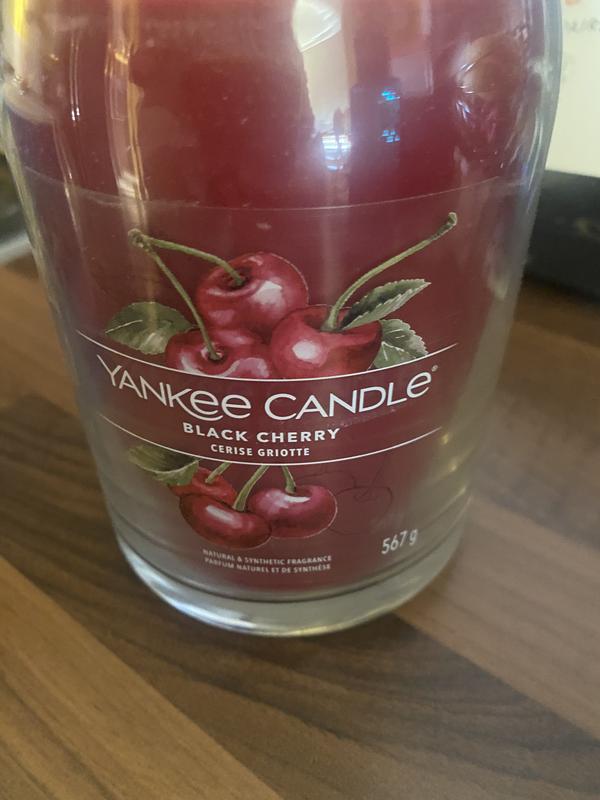 YANKEE CANDLE®
BLACK CHERRY
CERISE GRIOTTE
NATURAL & SYNTHETIC FRAGRANCE
PARFUM NATUREL ET DE SYNTHÈSE
567 g